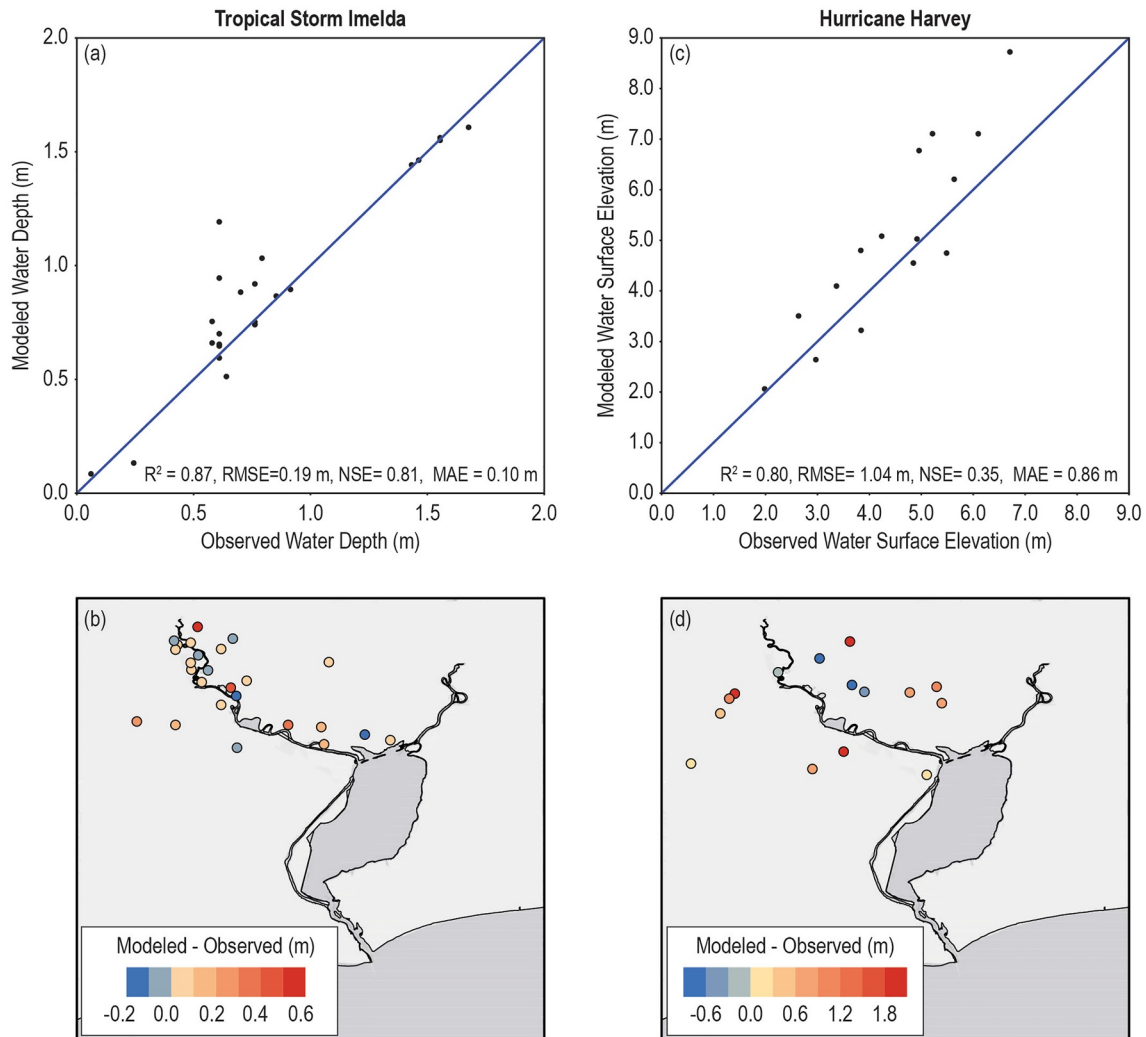 Tropical Storm Imelda
(a)
2.0
1.5
1.0
0.5
0.0
Modeled Water Depth (m)
R² = 0.87, RMSE=0.19 m, NSE= 0.81, MAE = 0.10 m
0.0 0.5 1.0 1.5 2.0
Observed Water Depth (m)
Hurricane Harvey
(c)
9.0
8.0
7.0
6.0
5.0
4.0
3.0
2.0
1.0
0.0
Modeled Water Surface Elevation (m)
R² = 0.80, RMSE= 1.04 m, NSE= 0.35, MAE = 0.86 m
0.0 1.0 2.0 3.0 4.0 5.0 6.0 7.0 8.0 9.0
Observed Water Surface Elevation (m)
(b)
Modeled - Observed (m)
-0.2 0.0 0.2 0.4 0.6
(d)
Modeled - Observed (m)
-0.6 0.0 0.6 1.2 1.8